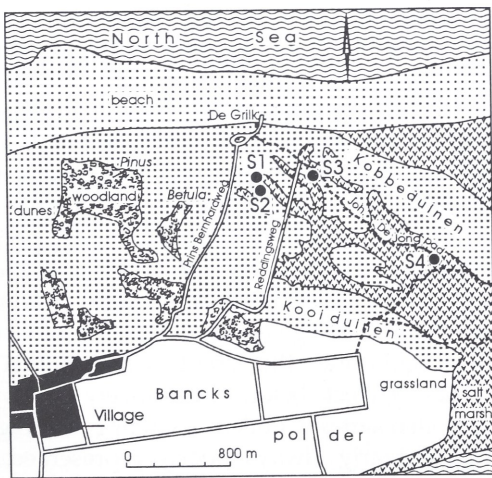 North Sea
beach
De Grilk
Pinus
woodland
dunes
Betula
Prins Bernhardweg
S1
S2
S3
S4
Reddingsweg
Kobbeduinen
Joh. De Jong pad
Kooiduinen
Bancks
polder
grassland
salt
marsh
Village
0 800 m